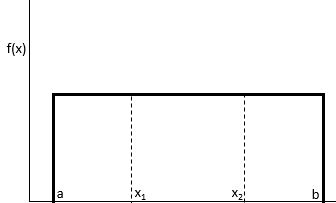 f(x)
a x₁ x₂ b